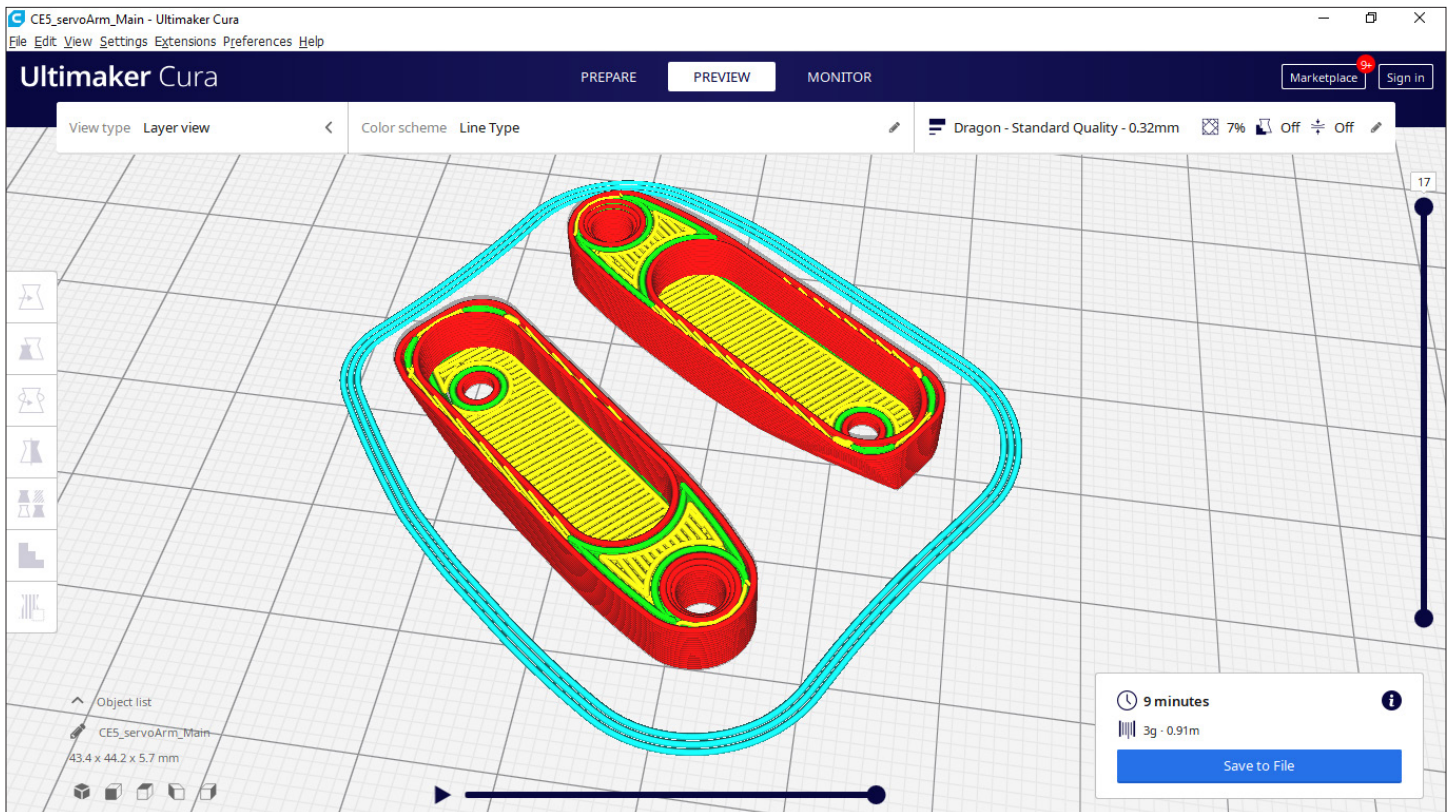 CE5_servoArm_Main - Ultimaker Cura
File Edit View Settings Extensions Preferences Help
Ultimaker Cura
PREPARE
PREVIEW
MONITOR
Marketplace
9+
Sign in
View type Layer view
Color scheme Line Type
Dragon - Standard Quality - 0.32mm
7%
Off
Off
17
Object list
CE5_servoArm_Main
43.4 x 44.2 x 5.7 mm
9 minutes
3g · 0.91m
Save to File